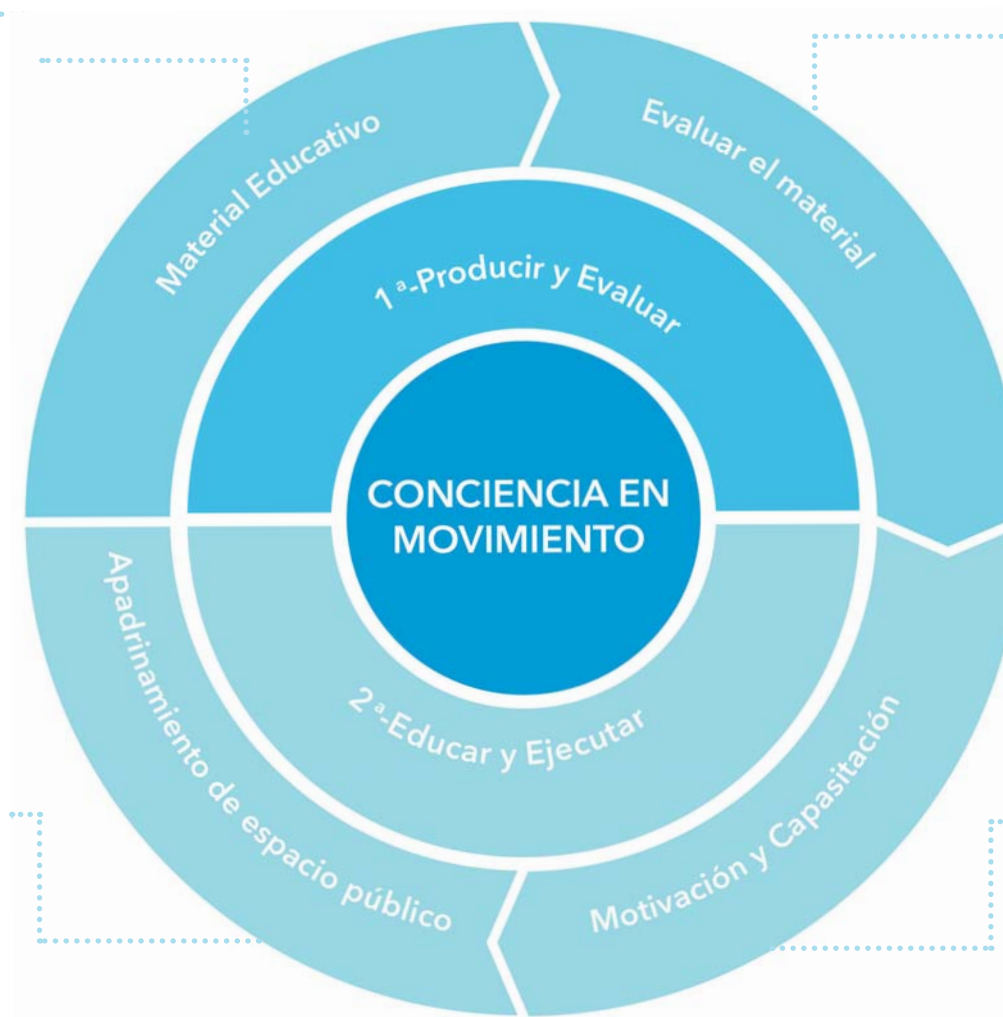 Material Educativo
Evaluar el material
1ª-Producir y Evaluar
CONCIENCIA EN
MOVIMIENTO
2ª-Educar y Ejecutar
Apadrinamiento de espacio público
Motivación y Capasitación